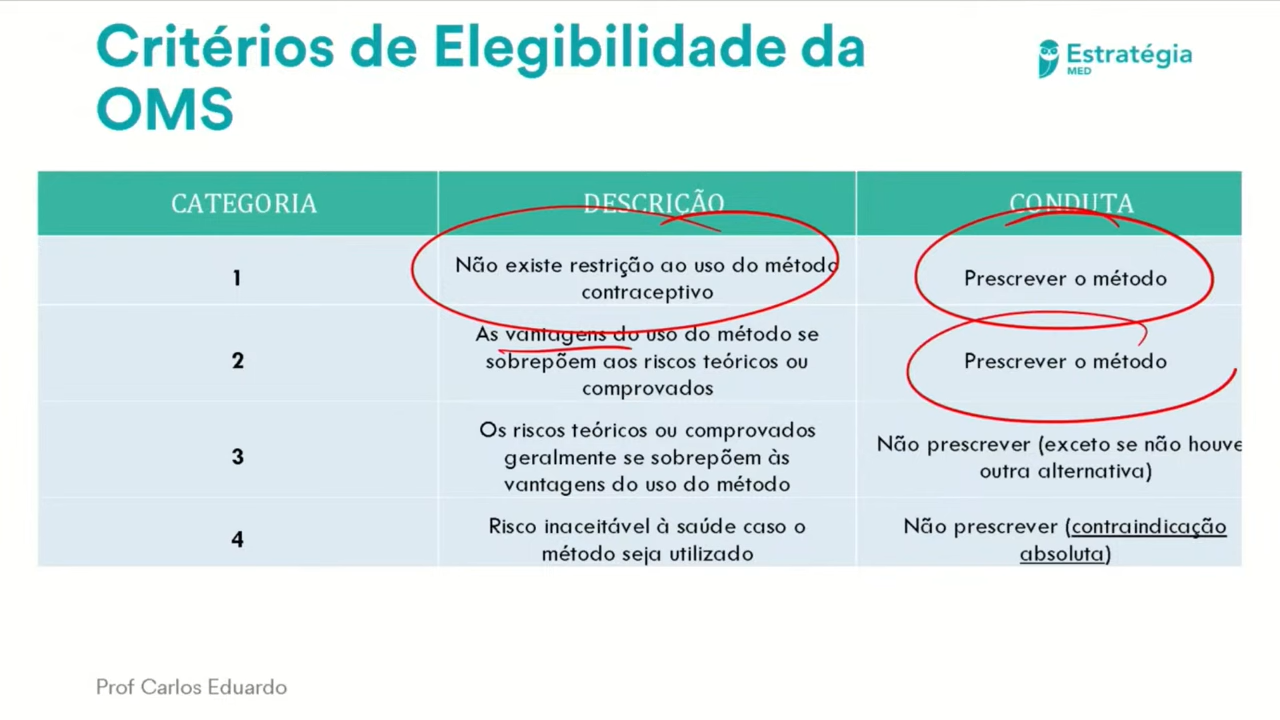 Critérios de Elegibilidade da
OMS
Estratégia
MED
CATEGORIA
DESCRIÇÃO
CONDUTA
1
Não existe restrição ao uso do método
contraceptivo
Prescrever o método
2
As vantagens do uso do método se
sobrepõem aos riscos teóricos ou
comprovados
Prescrever o método
3
Os riscos teóricos ou comprovados
geralmente se sobrepõem às
vantagens do uso do método
Não prescrever (exceto se não houve
outra alternativa)
4
Risco inaceitável à saúde caso o
método seja utilizado
Não prescrever (contraindicação
absoluta)
Prof Carlos Eduardo